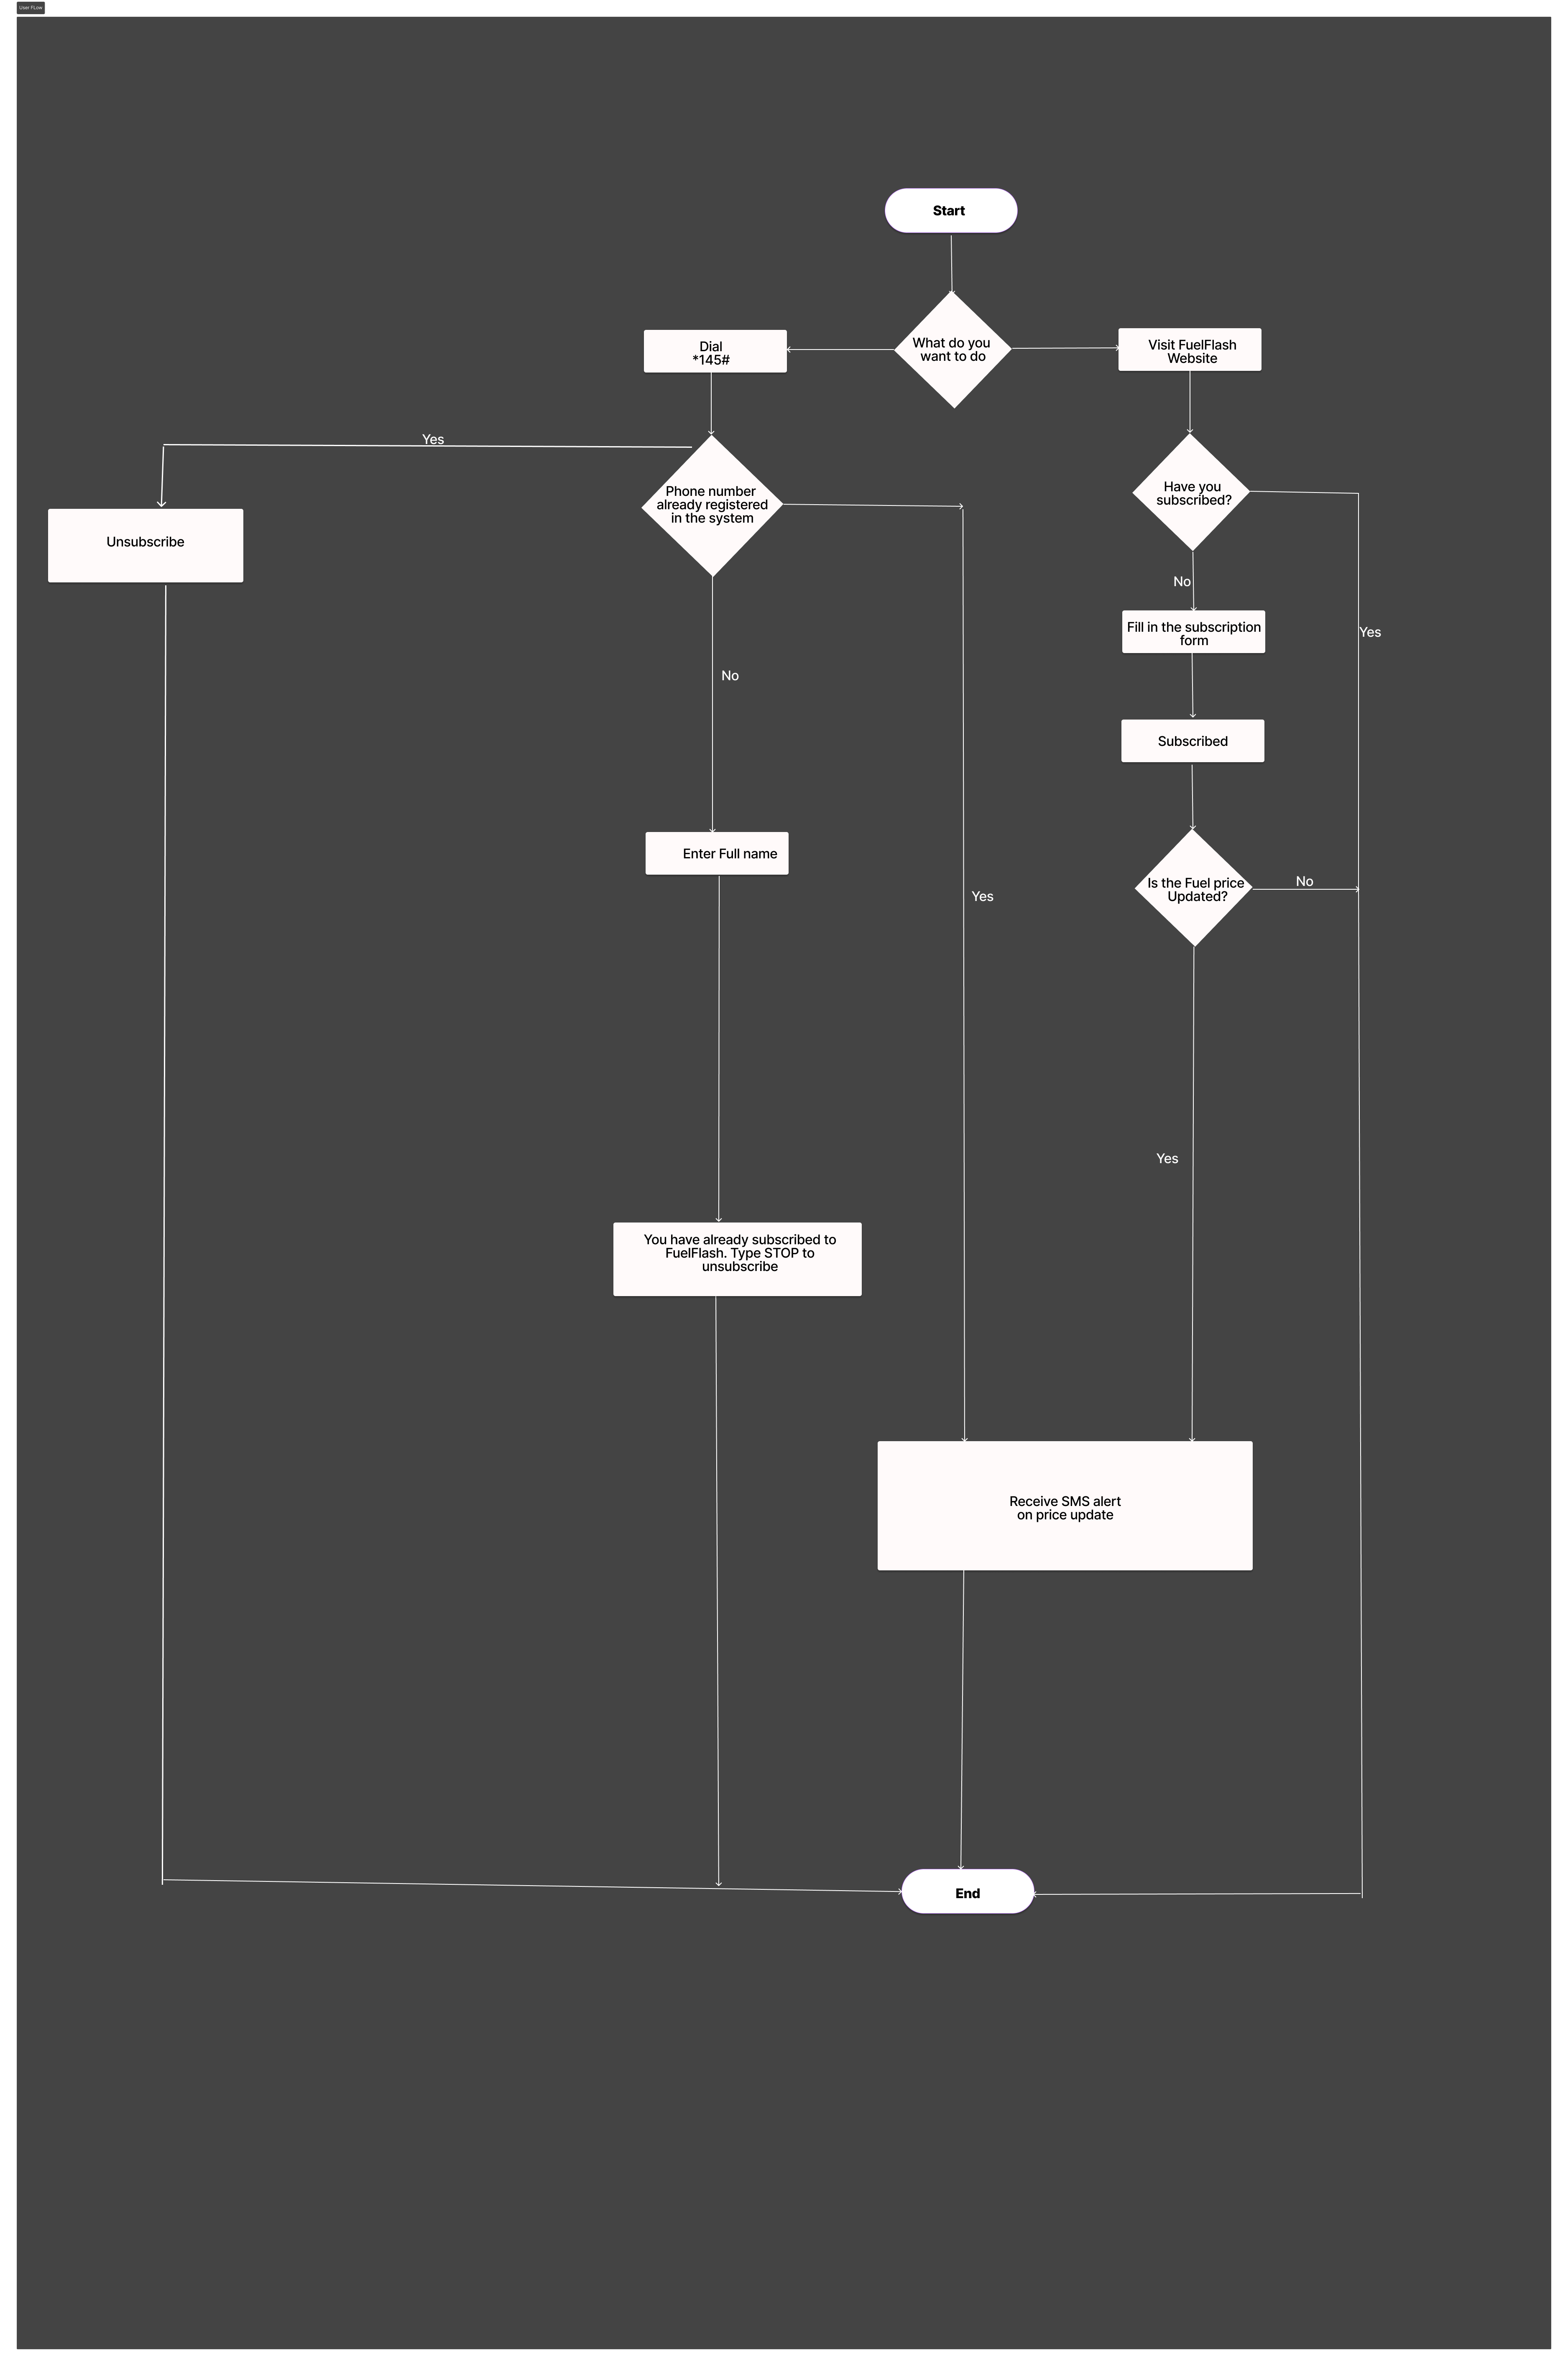 User FLow
Start
What do you
want to do
Dial
*145#
Visit FuelFlash
Website
Yes
Phone number
already registered
in the system
Have you
subscribed?
Unsubscribe
No
Fill in the subscription
form
Yes
No
Subscribed
Enter Full name
Is the Fuel price
Updated?
No
Yes
Yes
You have already subscribed to
FuelFlash. Type STOP to
unsubscribe
Receive SMS alert
on price update
End